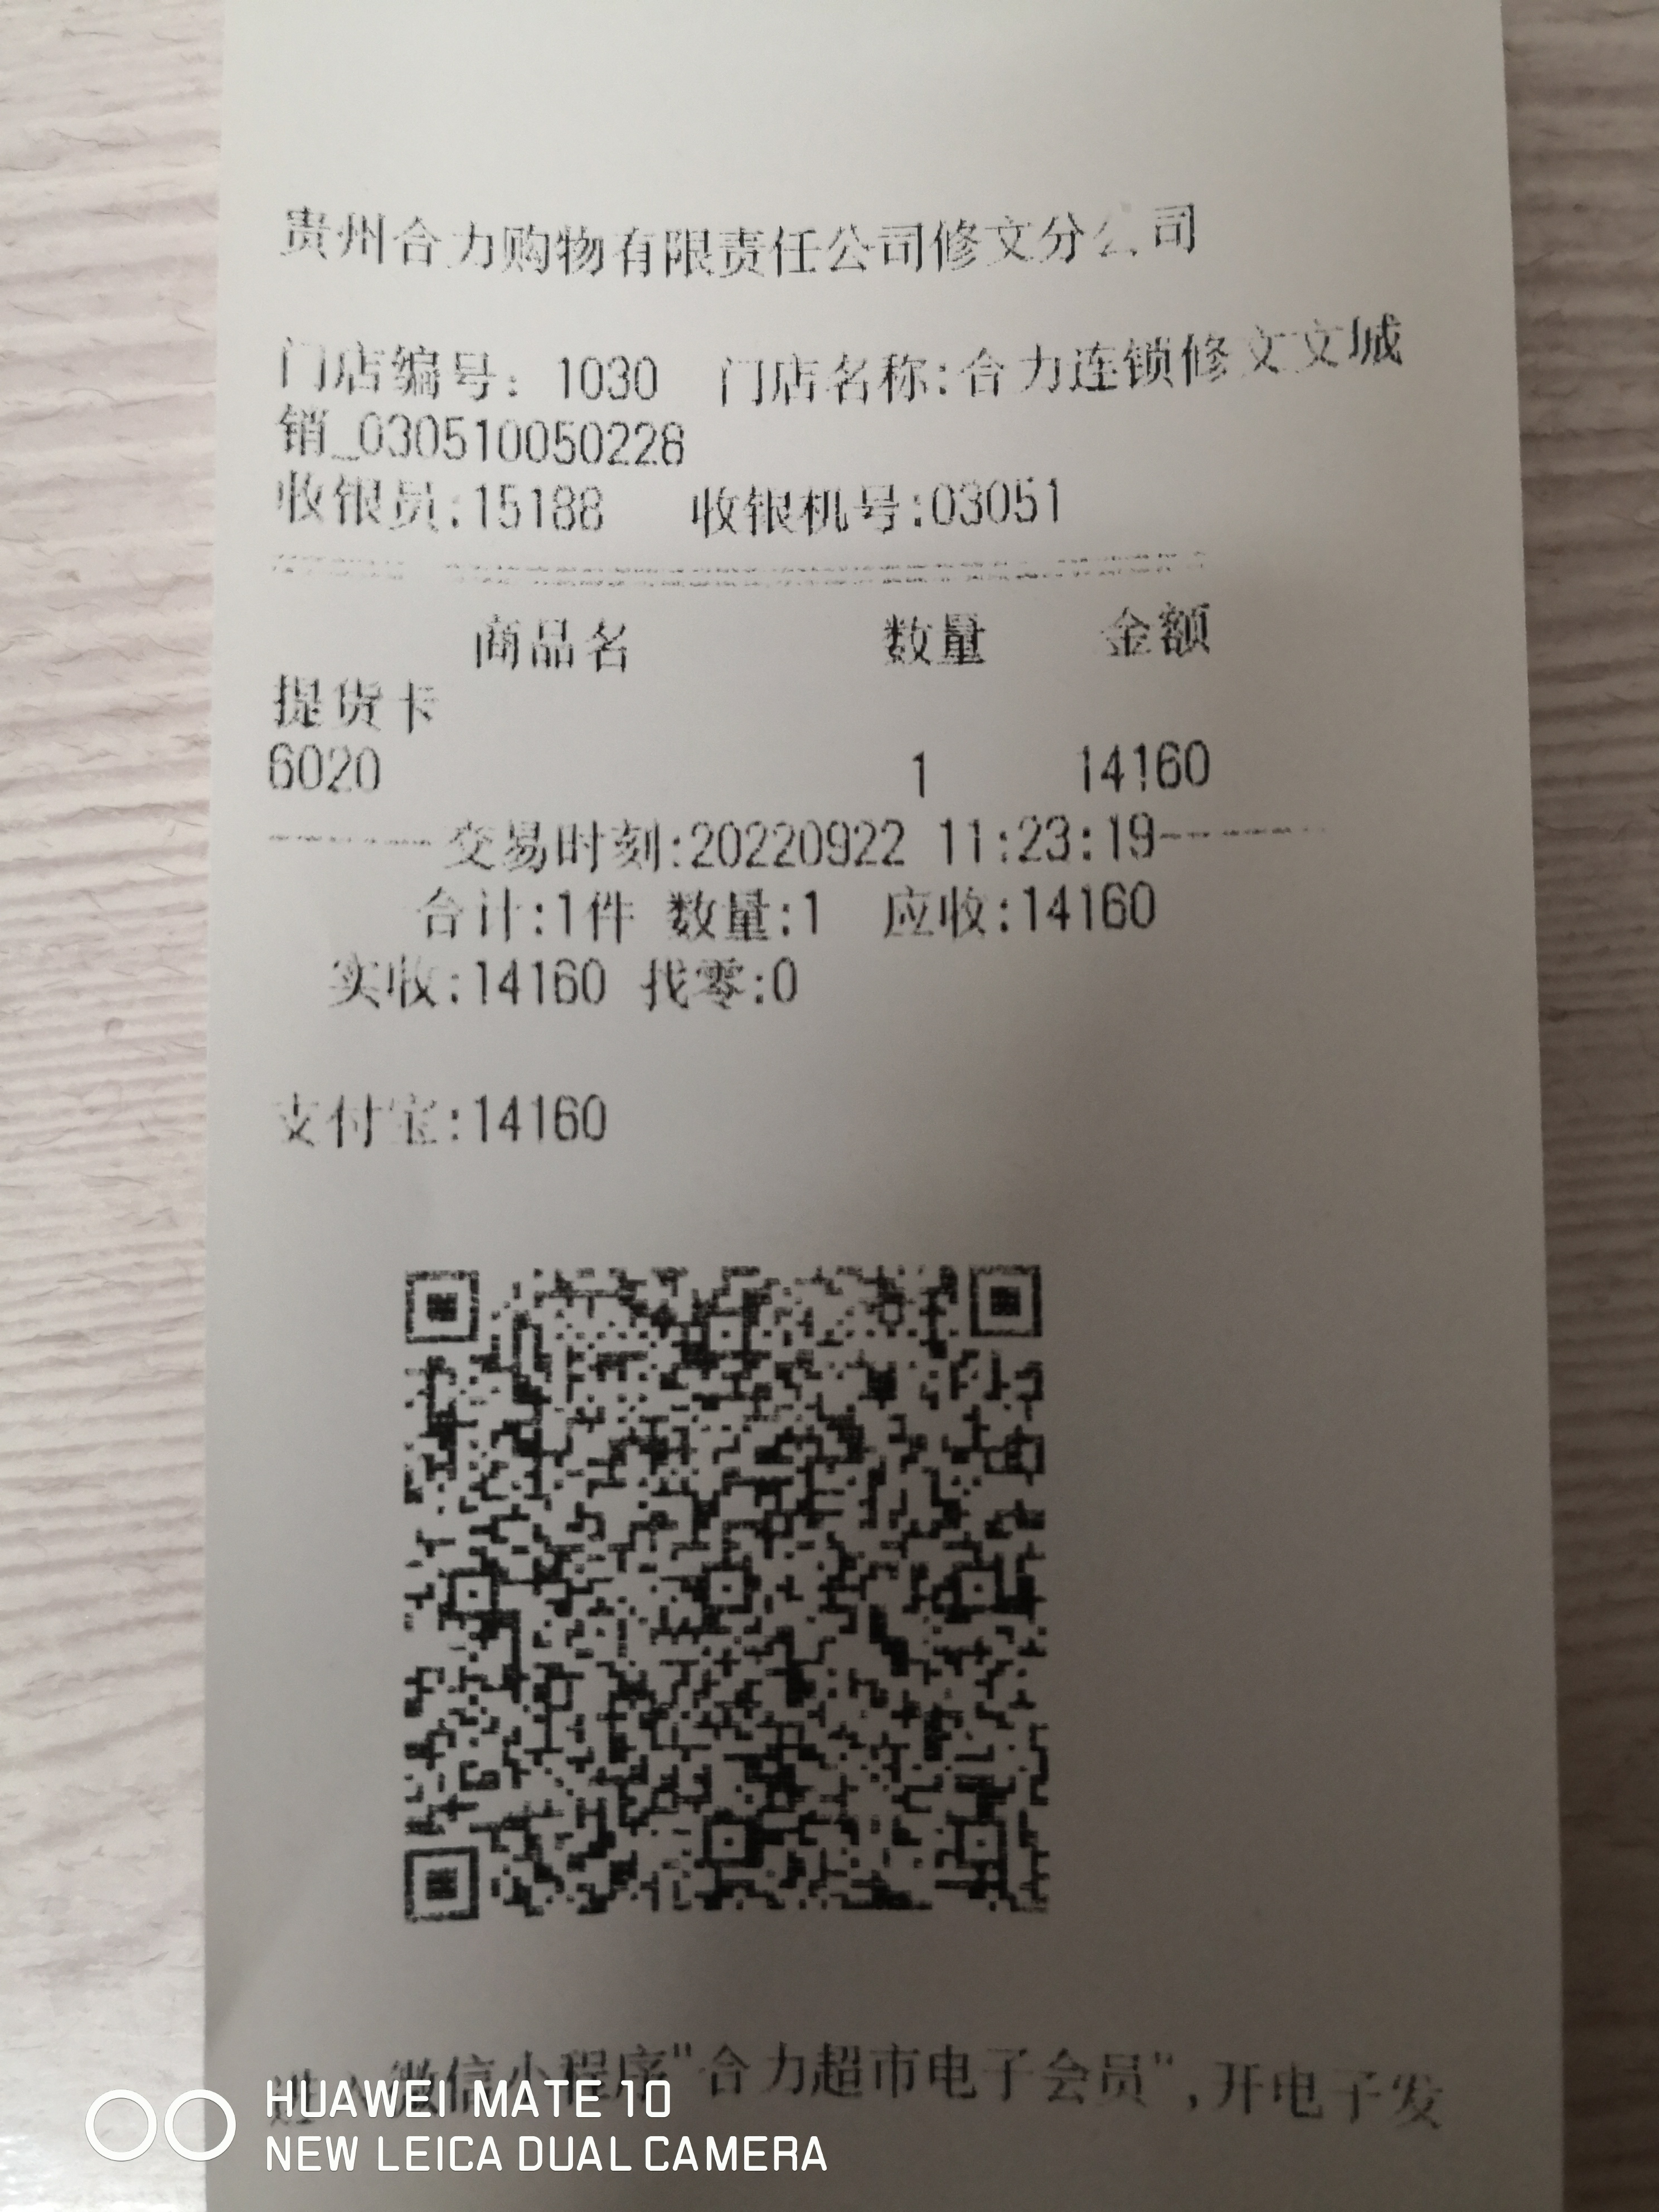 贵州合力购物有限责任公司修文分公司
门店编号: 1030 门店名称:合力连锁修文文城
销_030510050228
收银员:15188 收银机号:03051
商品名 数量 金额
提货卡
6020 1 14160
------交易时刻:20220922 11:23:19------
合计:1件 数量:1 应收:14160
实收:14160 找零:0
支付宝:14160
进入微信小程序"合力超市电子会员",开电子发
HUAWEI MATE 10
NEW LEICA DUAL CAMERA